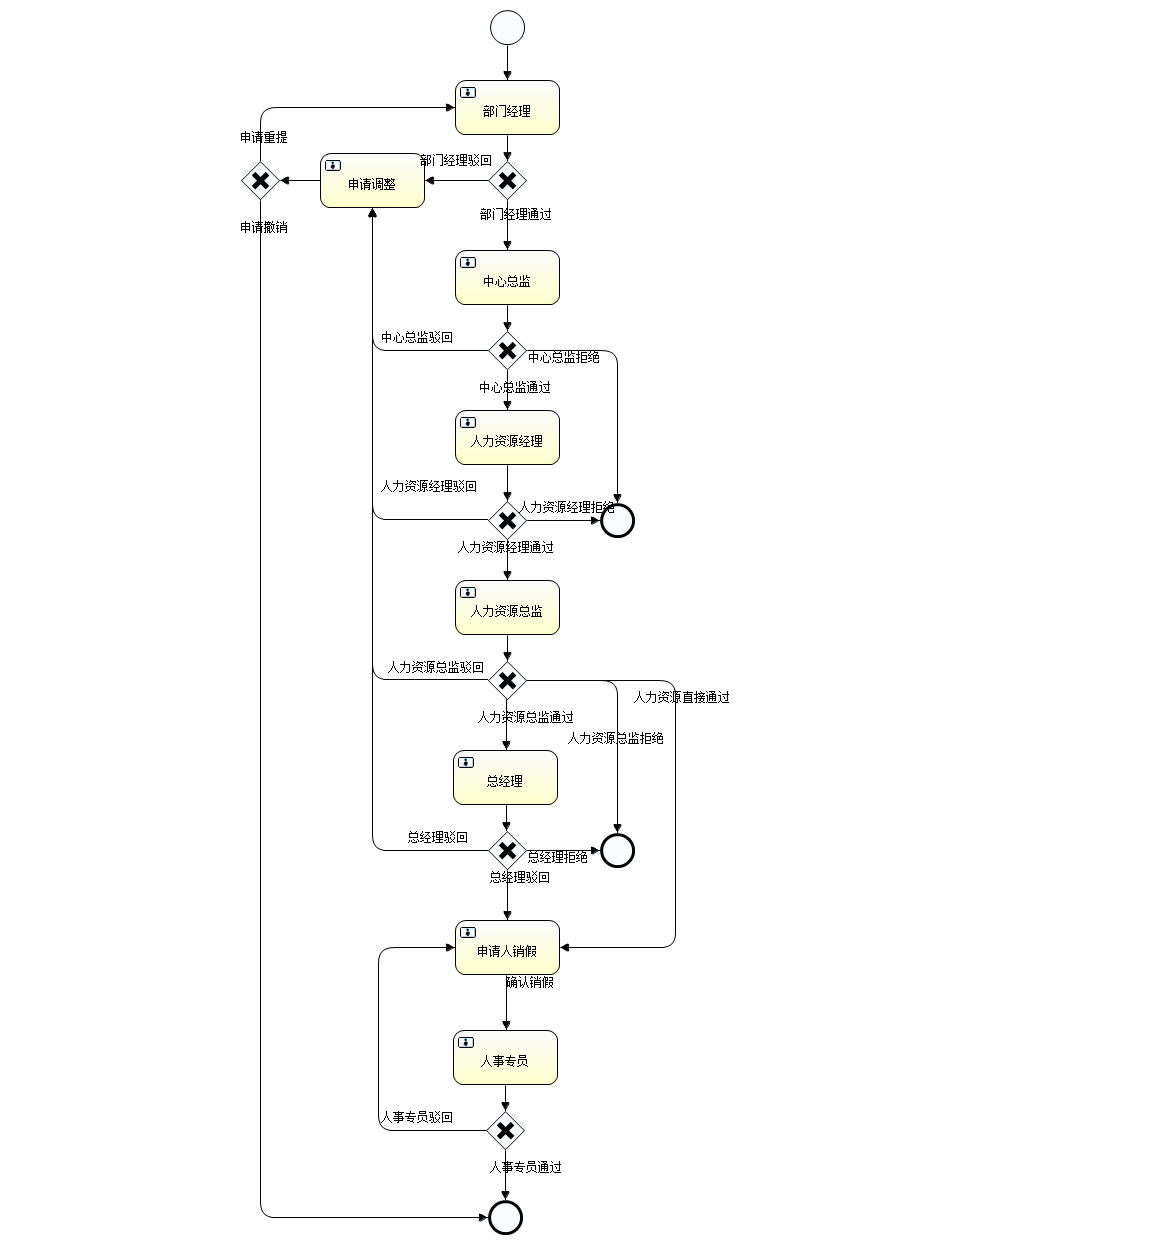 部门经理
申请重提
部门经理驳回
申请调整
部门经理通过
申请撤销
中心总监
中心总监驳回
中心总监拒绝
中心总监通过
人力资源经理
人力资源经理驳回
人力资源经理拒绝
人力资源经理通过
人力资源总监
人力资源总监驳回
人力资源直接通过
人力资源总监通过
人力资源总监拒绝
总经理
总经理驳回
总经理拒绝
总经理驳回
申请人销假
确认销假
人事专员
人事专员驳回
人事专员通过